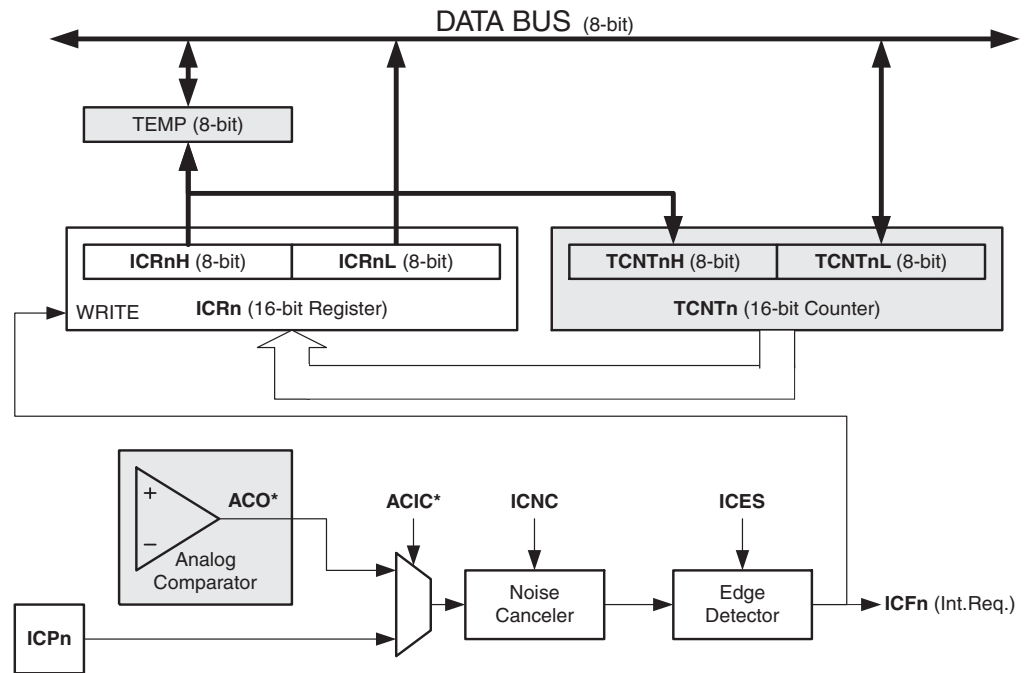 DATA BUS (8-bit)
TEMP (8-bit)
ICRnH (8-bit)
ICRnL (8-bit)
TCNTnH (8-bit)
TCNTnL (8-bit)
WRITE
ICRn (16-bit Register)
TCNTn (16-bit Counter)
+
−
ACO*
Analog
Comparator
ACIC*
ICNC
ICES
Noise
Canceler
Edge
Detector
ICFn (Int.Req.)
ICPn